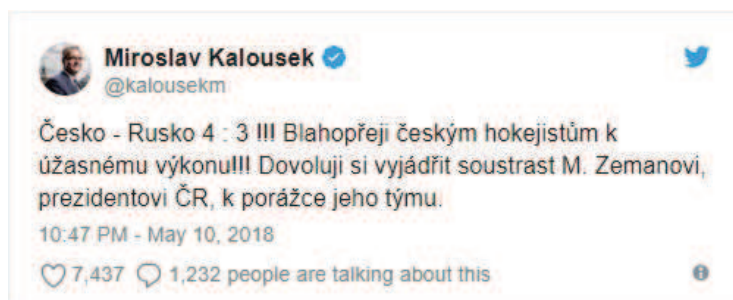 Miroslav Kalousek
@kalousekm
Česko - Rusko 4 : 3 !!! Blahopřeji českým hokejistům k
úžasnému výkonu!!! Dovoluji si vyjádřit soustrast M. Zemanovi,
prezidentovi ČR, k porážce jeho týmu.
10:47 PM - May 10, 2018
7,437 1,232 people are talking about this